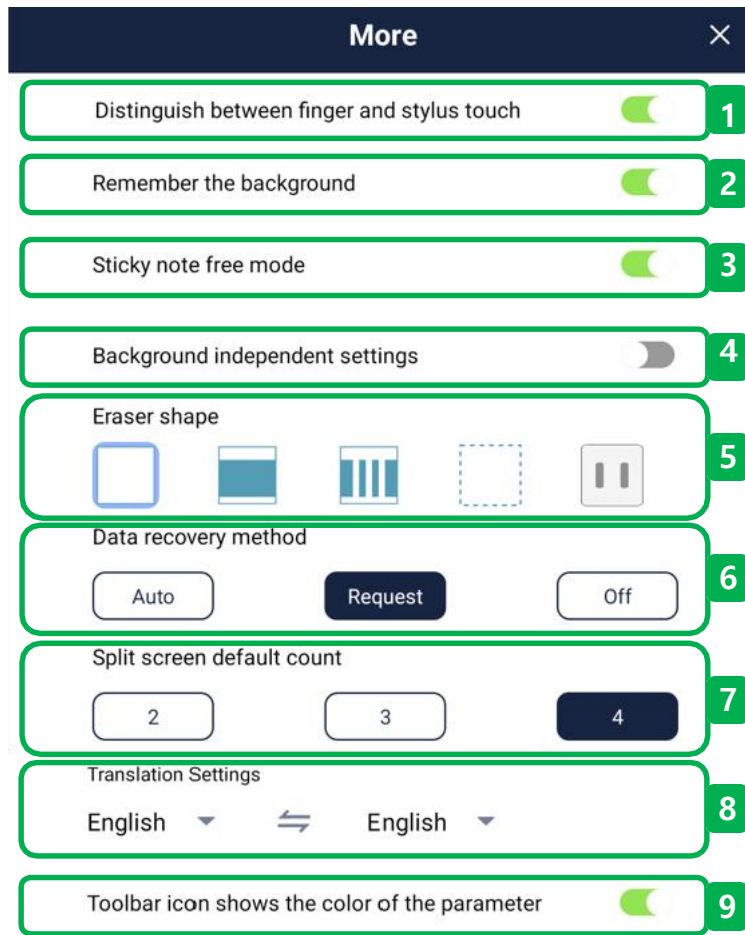 More
Distinguish between finger and stylus touch
1
Remember the background
2
Sticky note free mode
3
Background independent settings
4
Eraser shape
5
Data recovery method
Auto Request Off
6
Split screen default count
2 3 4
7
Translation Settings
English English
8
Toolbar icon shows the color of the parameter
9